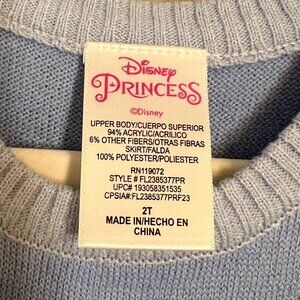 Disney
PRINCESS
©Disney
UPPER BODY/CUERPO SUPERIOR
94% ACRYLIC/ACRILICO
6% OTHER FIBERS/OTRAS FIBRAS
SKIRT/FALDA
100% POLYESTER/POLIESTER
RN119072
STYLE # FL2385377PR
UPC# 193058351535
CPSIA#:FL2385377PRF23
2T
MADE IN/HECHO EN
CHINA